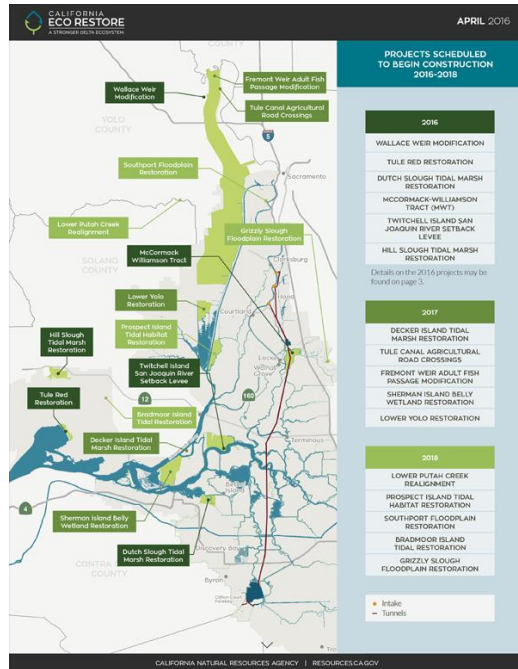 CALIFORNIA
ECO RESTORE
A STRONGER DELTA ECOSYSTEM
APRIL 2016
PROJECTS SCHEDULED
TO BEGIN CONSTRUCTION
2016-2018
2016
WALLACE WEIR MODIFICATION
TULE RED RESTORATION
DUTCH SLOUGH TIDAL MARSH
RESTORATION
MCCORMACK-WILLIAMSON
TRACT (MWT)
TWITCHELL ISLAND SAN
JOAQUIN RIVER SETBACK
LEVEE
HILL SLOUGH TIDAL MARSH
RESTORATION
Details on the 2016 projects may be
found on page 3.
2017
DECKER ISLAND TIDAL
MARSH RESTORATION
TULE CANAL AGRICULTURAL
ROAD CROSSINGS
FREMONT WEIR ADULT FISH
PASSAGE MODIFICATION
SHERMAN ISLAND BELLY
WETLAND RESTORATION
LOWER YOLO RESTORATION
2018
LOWER PUTAH CREEK
REALIGNMENT
PROSPECT ISLAND TIDAL
HABITAT RESTORATION
SOUTHPORT FLOODPLAIN
RESTORATION
BRADMOOR ISLAND
TIDAL RESTORATION
GRIZZLY SLOUGH
FLOODPLAIN RESTORATION
Intake
Tunnels
COUNTY
Fremont Weir Adult Fish
Passage Modification
Wallace Weir
Modification
Tule Canal Agricultural
Road Crossings
YOLO
COUNTY
5
Southport Floodplain
Restoration
Sacramento
Lower Putah Creek
Realignment
Grizzly Slough
Floodplain Restoration
SOLANO
COUNTY
McCormack
Williamson Tract
Clarksburg
Hood
Lower Yolo
Restoration
Courtland
Prospect Island
Tidal Habitat
Restoration
Hill Slough
Tidal Marsh
Restoration
Locke
Walnut
Grove
Twitchell Island
San Joaquin River
Setback Levee
Tule Red
Restoration
12
160
Bradmoor Island
Tidal Restoration
Decker Island Tidal
Marsh Restoration
Terminous
Island
4
Sherman Island Belly
Wetland Restoration
Dutch Slough Tidal
Marsh Restoration
Discovery Bay
CONTRA
COUNTY
Byron
Clifton Court
Forebay
CALIFORNIA NATURAL RESOURCES AGENCY | RESOURCES.CA.GOV